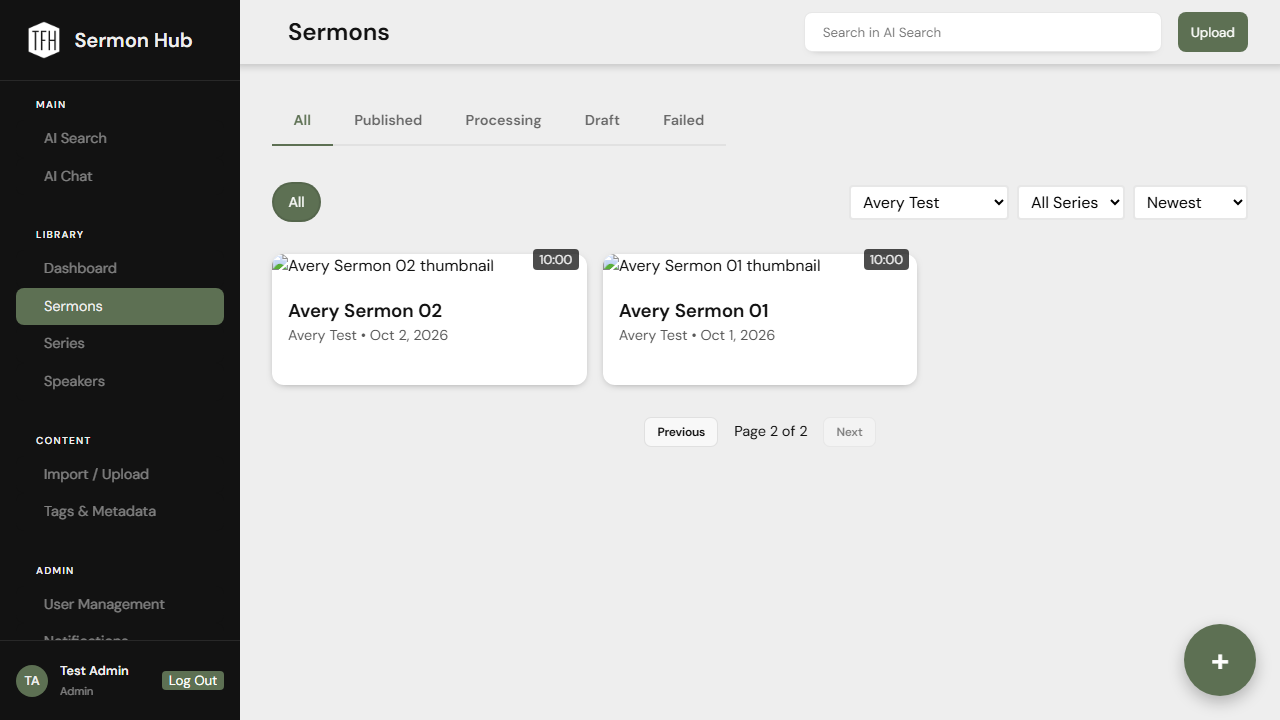 TFH Sermon Hub
Sermons
Search in AI Search
Upload
MAIN
AI Search
AI Chat
LIBRARY
Dashboard
Sermons
Series
Speakers
CONTENT
Import / Upload
Tags & Metadata
ADMIN
User Management
Notifications
TA
Test Admin
Admin
Log Out
All Published Processing Draft Failed
All
Avery Test All Series Newest
Avery Sermon 02 thumbnail 10:00
Avery Sermon 02
Avery Test • Oct 2, 2026
Avery Sermon 01 thumbnail 10:00
Avery Sermon 01
Avery Test • Oct 1, 2026
Previous Page 2 of 2 Next
+